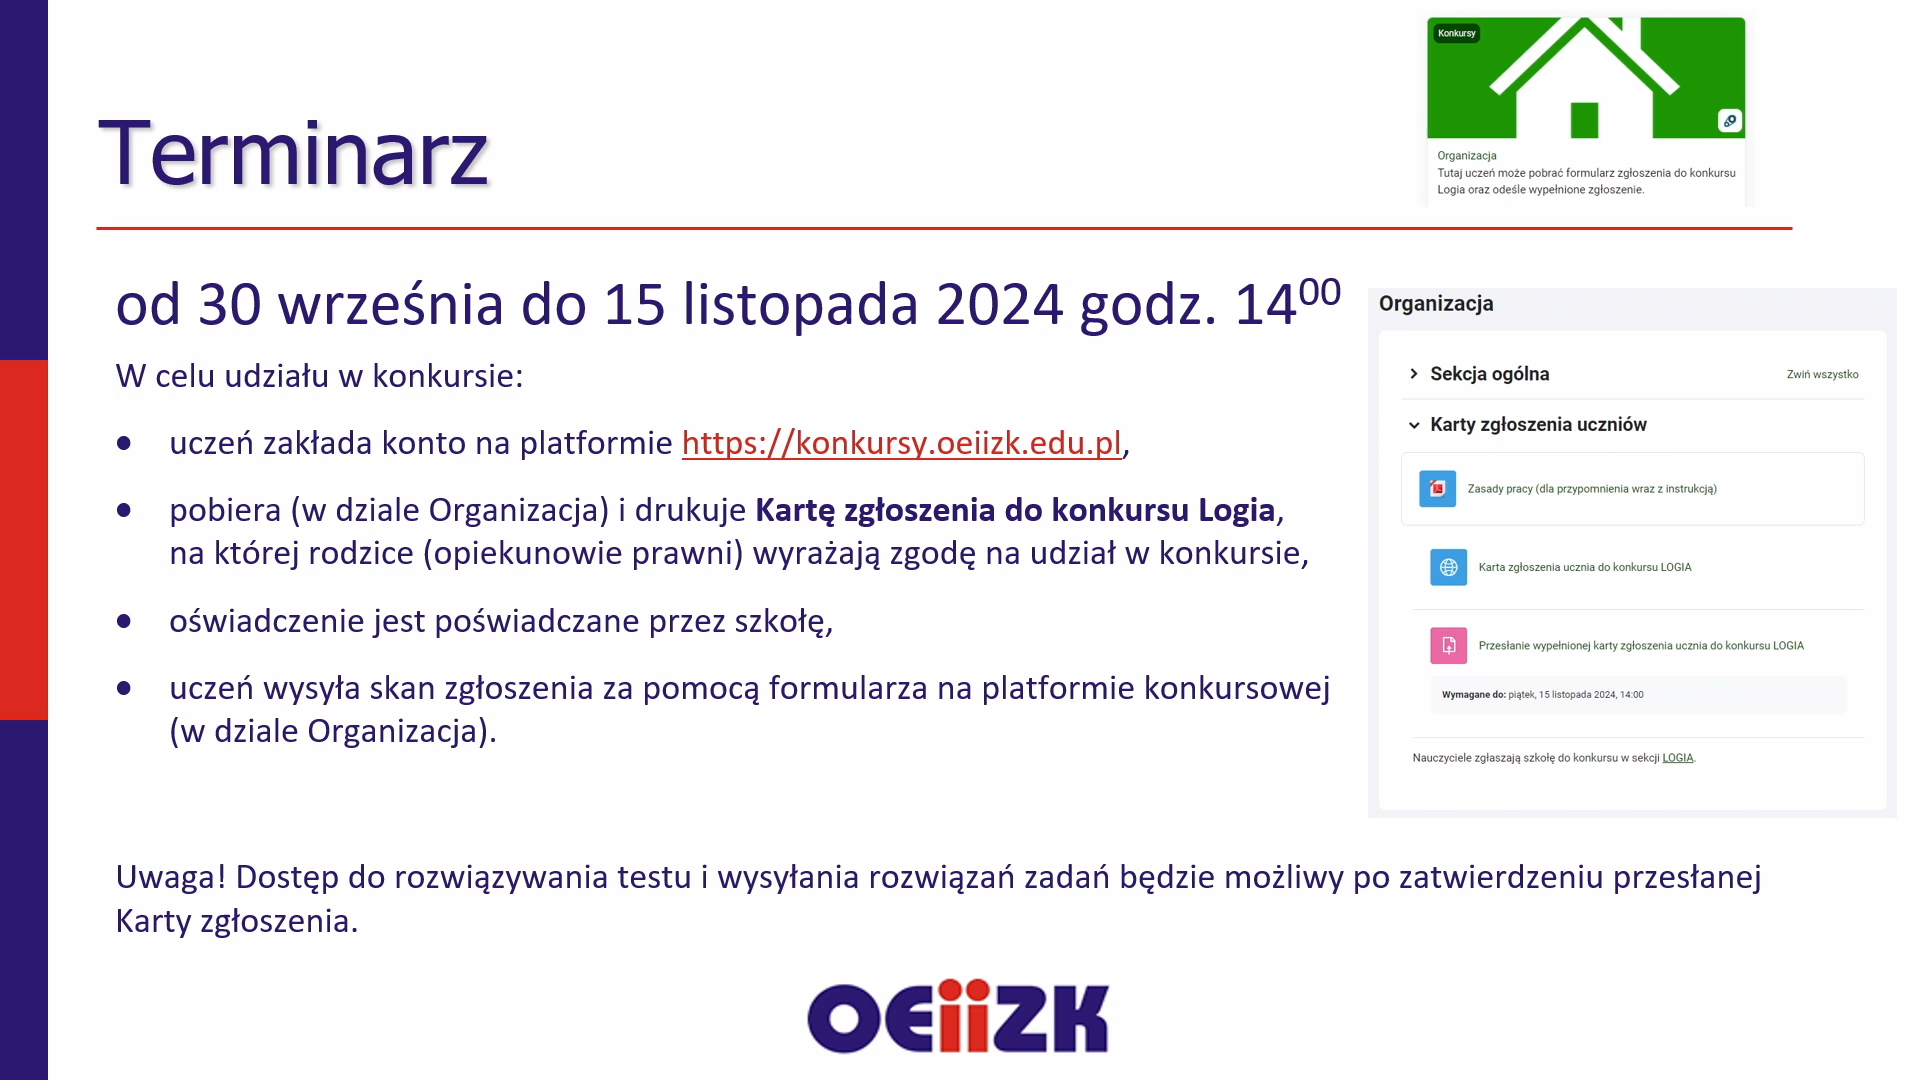 Konkursy
Organizacja
Tutaj uczeń może pobrać formularz zgłoszenia do konkursu
Logia oraz odeśle wypełnione zgłoszenie.
Terminarz
od 30 września do 15 listopada 2024 godz. 14⁰⁰
W celu udziału w konkursie:
• uczeń zakłada konto na platformie https://konkursy.oeiizk.edu.pl,
• pobiera (w dziale Organizacja) i drukuje Kartę zgłoszenia do konkursu Logia,
na której rodzice (opiekunowie prawni) wyrażają zgodę na udział w konkursie,
• oświadczenie jest poświadczane przez szkołę,
• uczeń wysyła skan zgłoszenia za pomocą formularza na platformie konkursowej
(w dziale Organizacja).
Organizacja
Sekcja ogólna
Zwiń wszystko
Karty zgłoszenia uczniów
Zasady pracy (dla przypomnienia wraz z instrukcją)
Karta zgłoszenia ucznia do konkursu LOGIA
Przesłanie wypełnionej karty zgłoszenia ucznia do konkursu LOGIA
Wymagane do: piątek, 15 listopada 2024, 14:00
Nauczyciele zgłaszają szkołę do konkursu w sekcji LOGIA.
Uwaga! Dostęp do rozwiązywania testu i wysyłania rozwiązań zadań będzie możliwy po zatwierdzeniu przesłanej
Karty zgłoszenia.
OEiiZK